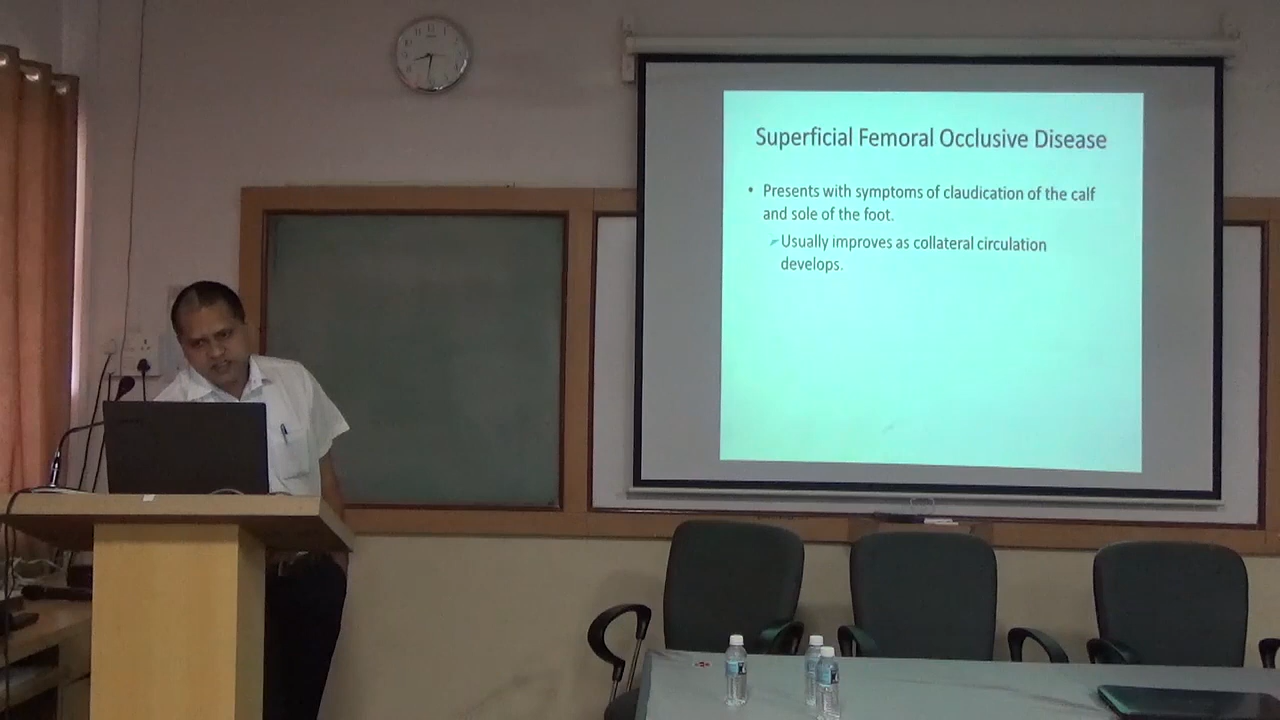 Superficial Femoral Occlusive Disease
• Presents with symptoms of claudication of the calf
and sole of the foot.
Usually improves as collateral circulation
develops.